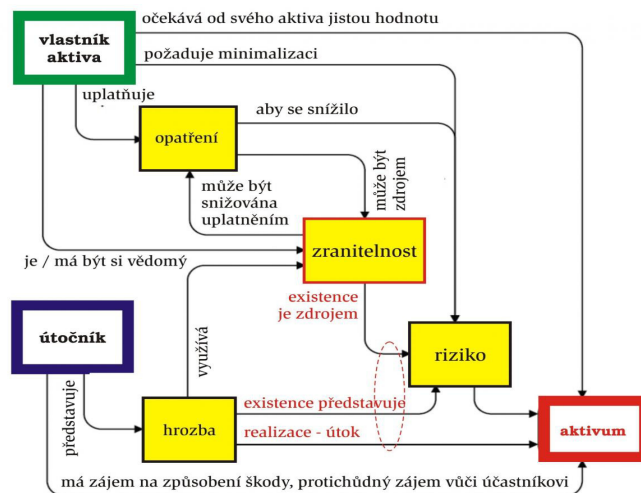 očekává od svého aktiva jistou hodnotu
vlastník
aktiva
požaduje minimalizaci
uplatňuje
aby se snížilo
opatření
může být
zdrojem
může být
snižována
uplatněním
zranitelnost
je / má být si vědomý
existence
je zdrojem
útočník
využívá
riziko
představuje
existence představuje
hrozba
realizace - útok
aktivum
má zájem na způsobení škody, protichůdný zájem vůči účastníkovi